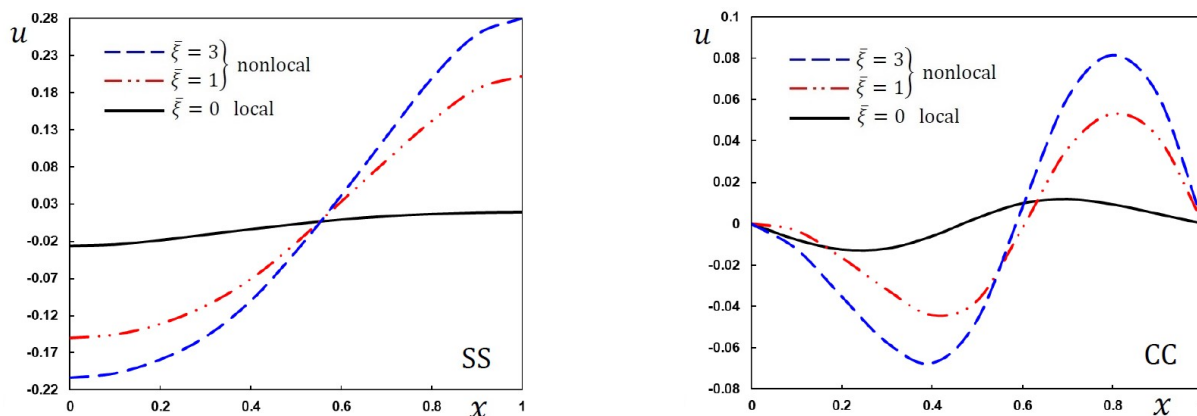 u
0.28
0.23
0.18
0.13
0.08
0.03
-0.02
-0.07
-0.12
-0.17
-0.22
ξ̄ = 3
ξ̄ = 1
nonlocal
ξ̄ = 0 local
SS
0 0.2 0.4 0.6 0.8 1
x
u
0.1
0.08
0.06
0.04
0.02
0
-0.02
-0.04
-0.06
-0.08
ξ̄ = 3
ξ̄ = 1
nonlocal
ξ̄ = 0 local
CC
0 0.2 0.4 0.6 0.8
x